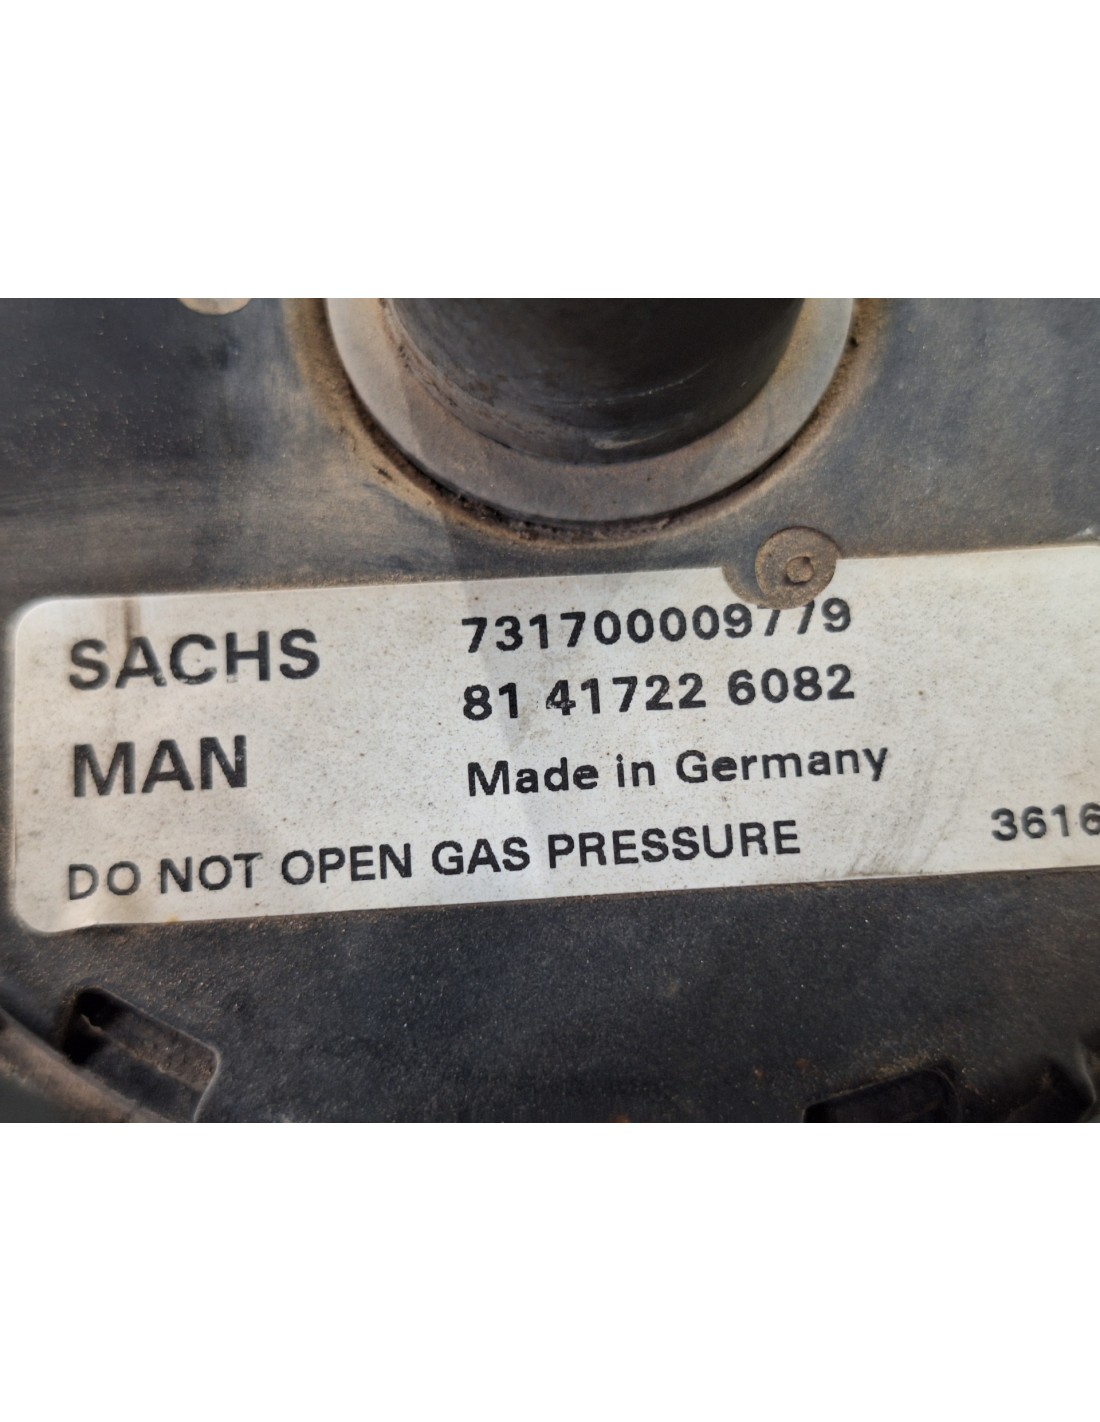 SACHS 731700009779
81 41722 6082
MAN
Made in Germany
DO NOT OPEN GAS PRESSURE 3616